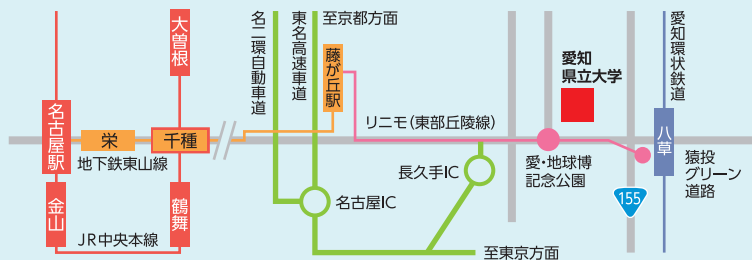 大曽根
名古屋駅
栄
千種
地下鉄東山線
金山
鶴舞
JR中央本線
名二環自動車道
東名高速車道
至京都方面
藤が丘駅
リニモ(東部丘陵線)
愛知
県立大学
愛知環状鉄道
八草
長久手IC
愛・地球博
記念公園
猿投
グリーン
道路
155
名古屋IC
至東京方面